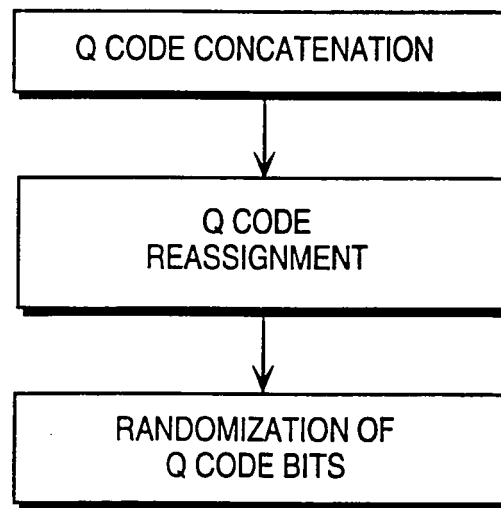 Q CODE CONCATENATION
Q CODE
REASSIGNMENT
RANDOMIZATION OF
Q CODE BITS